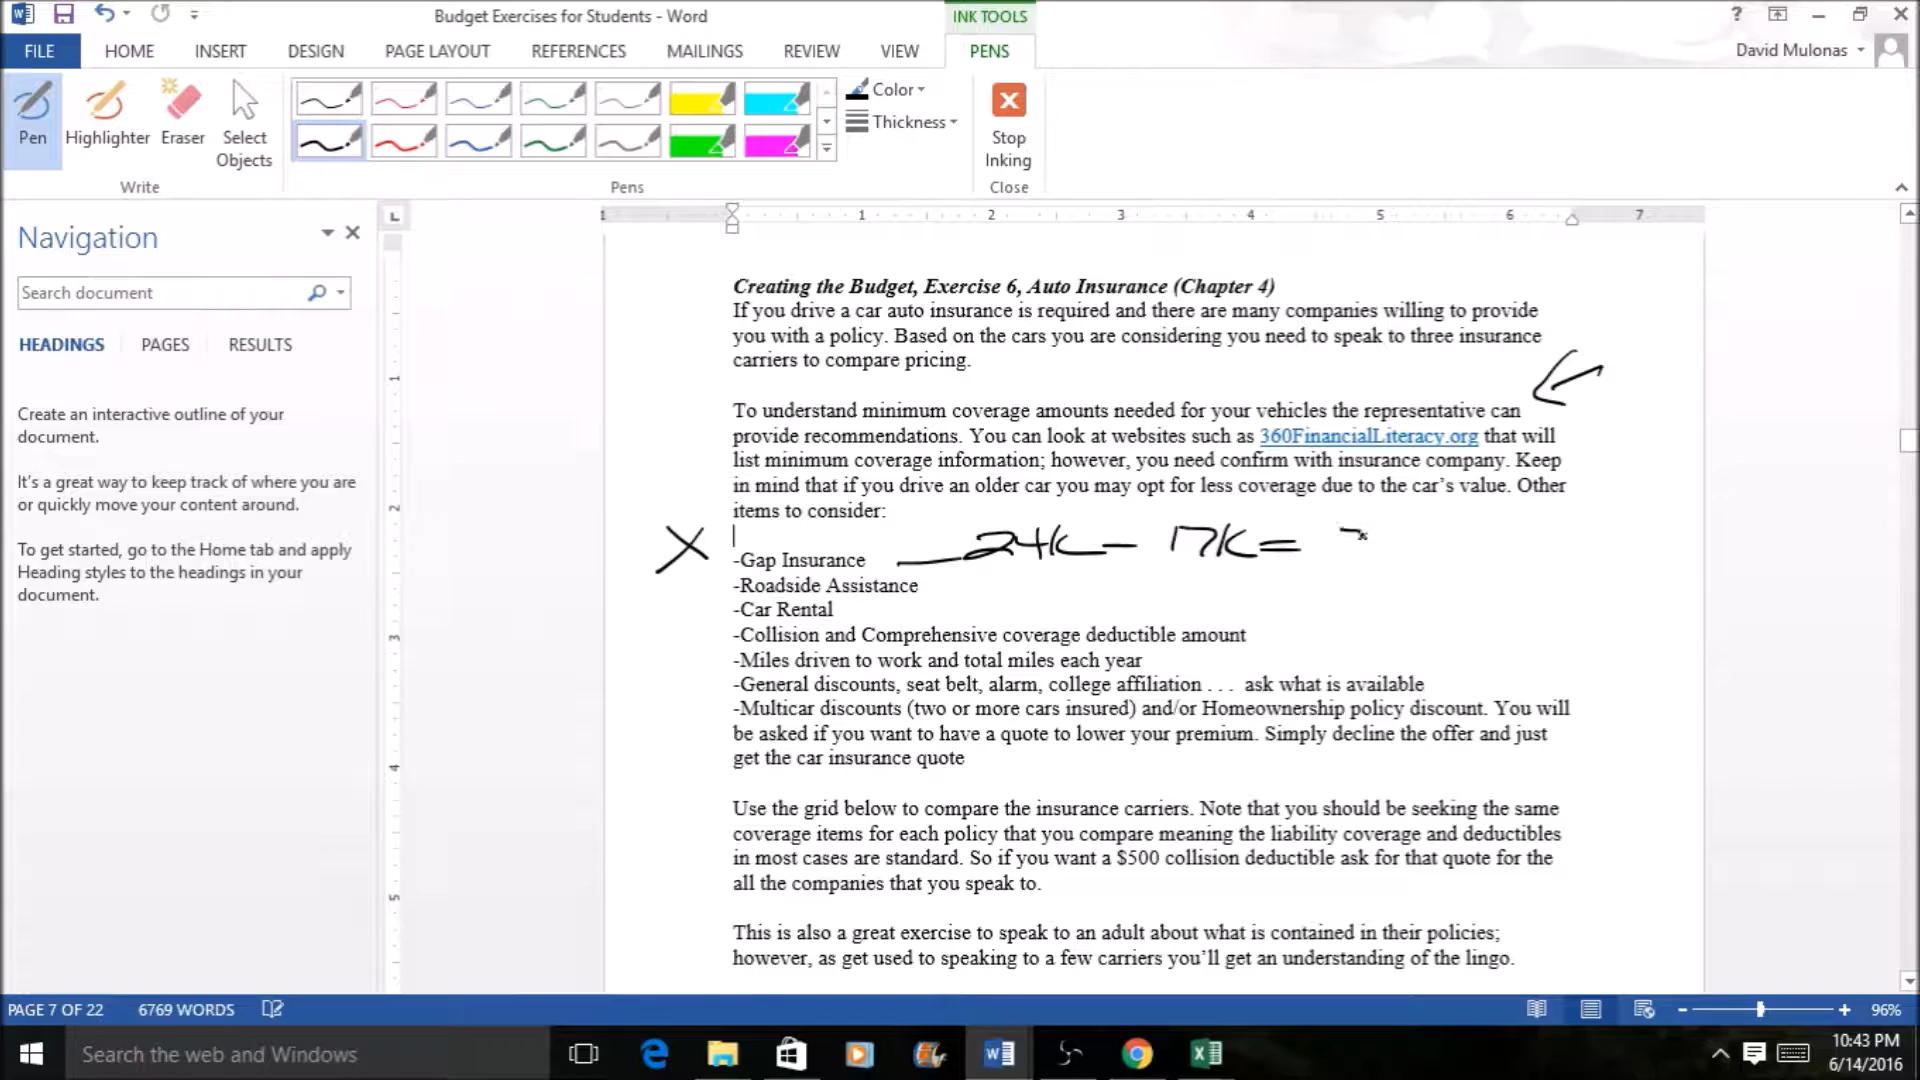 Budget Exercises for Students - Word
INK TOOLS
?
FILE
HOME
INSERT
DESIGN
PAGE LAYOUT
REFERENCES
MAILINGS
REVIEW
VIEW
PENS
David Mulonas
Pen
Highlighter
Eraser
Select
Objects
Color
Thickness
Stop
Inking
Write
Pens
Close
L
1 1 2 3 4 5 6 7
Navigation
Search document
HEADINGS
PAGES
RESULTS
Create an interactive outline of your
document.
It's a great way to keep track of where you are
or quickly move your content around.
To get started, go to the Home tab and apply
Heading styles to the headings in your
document.
1
2
3
4
5
Creating the Budget, Exercise 6, Auto Insurance (Chapter 4)
If you drive a car auto insurance is required and there are many companies willing to provide
you with a policy. Based on the cars you are considering you need to speak to three insurance
carriers to compare pricing.
To understand minimum coverage amounts needed for your vehicles the representative can
provide recommendations. You can look at websites such as 360FinancialLiteracy.org that will
list minimum coverage information; however, you need confirm with insurance company. Keep
in mind that if you drive an older car you may opt for less coverage due to the car's value. Other
items to consider:
X
24K - 17K =
-Gap Insurance
-Roadside Assistance
-Car Rental
-Collision and Comprehensive coverage deductible amount
-Miles driven to work and total miles each year
-General discounts, seat belt, alarm, college affiliation . . .  ask what is available
-Multicar discounts (two or more cars insured) and/or Homeownership policy discount. You will
be asked if you want to have a quote to lower your premium. Simply decline the offer and just
get the car insurance quote
Use the grid below to compare the insurance carriers. Note that you should be seeking the same
coverage items for each policy that you compare meaning the liability coverage and deductibles
in most cases are standard. So if you want a $500 collision deductible ask for that quote for the
all the companies that you speak to.
This is also a great exercise to speak to an adult about what is contained in their policies;
however, as get used to speaking to a few carriers you'll get an understanding of the lingo.
PAGE 7 OF 22
6769 WORDS
96%
Search the web and Windows
10:43 PM
6/14/2016